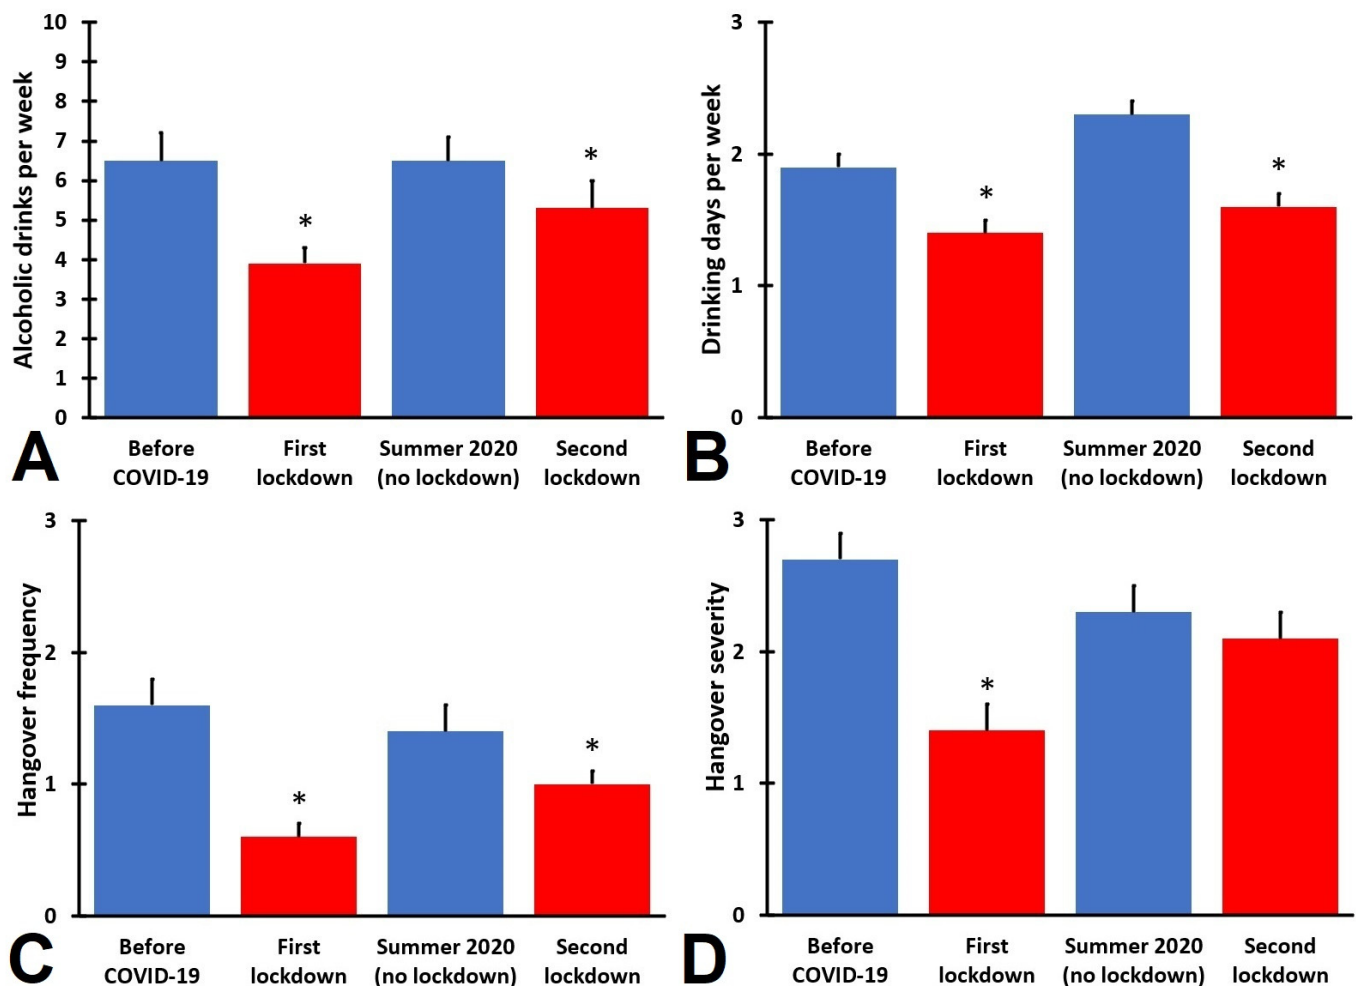 Alcoholic drinks per week
10
9
8
7
6
5
4
3
2
1
0
*
*
Before
COVID-19
First
lockdown
Summer 2020
(no lockdown)
Second
lockdown
A
Drinking days per week
3
2
1
0
*
*
Before
COVID-19
First
lockdown
Summer 2020
(no lockdown)
Second
lockdown
B
Hangover frequency
3
2
1
0
*
*
Before
COVID-19
First
lockdown
Summer 2020
(no lockdown)
Second
lockdown
C
Hangover severity
3
2
1
0
*
Before
COVID-19
First
lockdown
Summer 2020
(no lockdown)
Second
lockdown
D